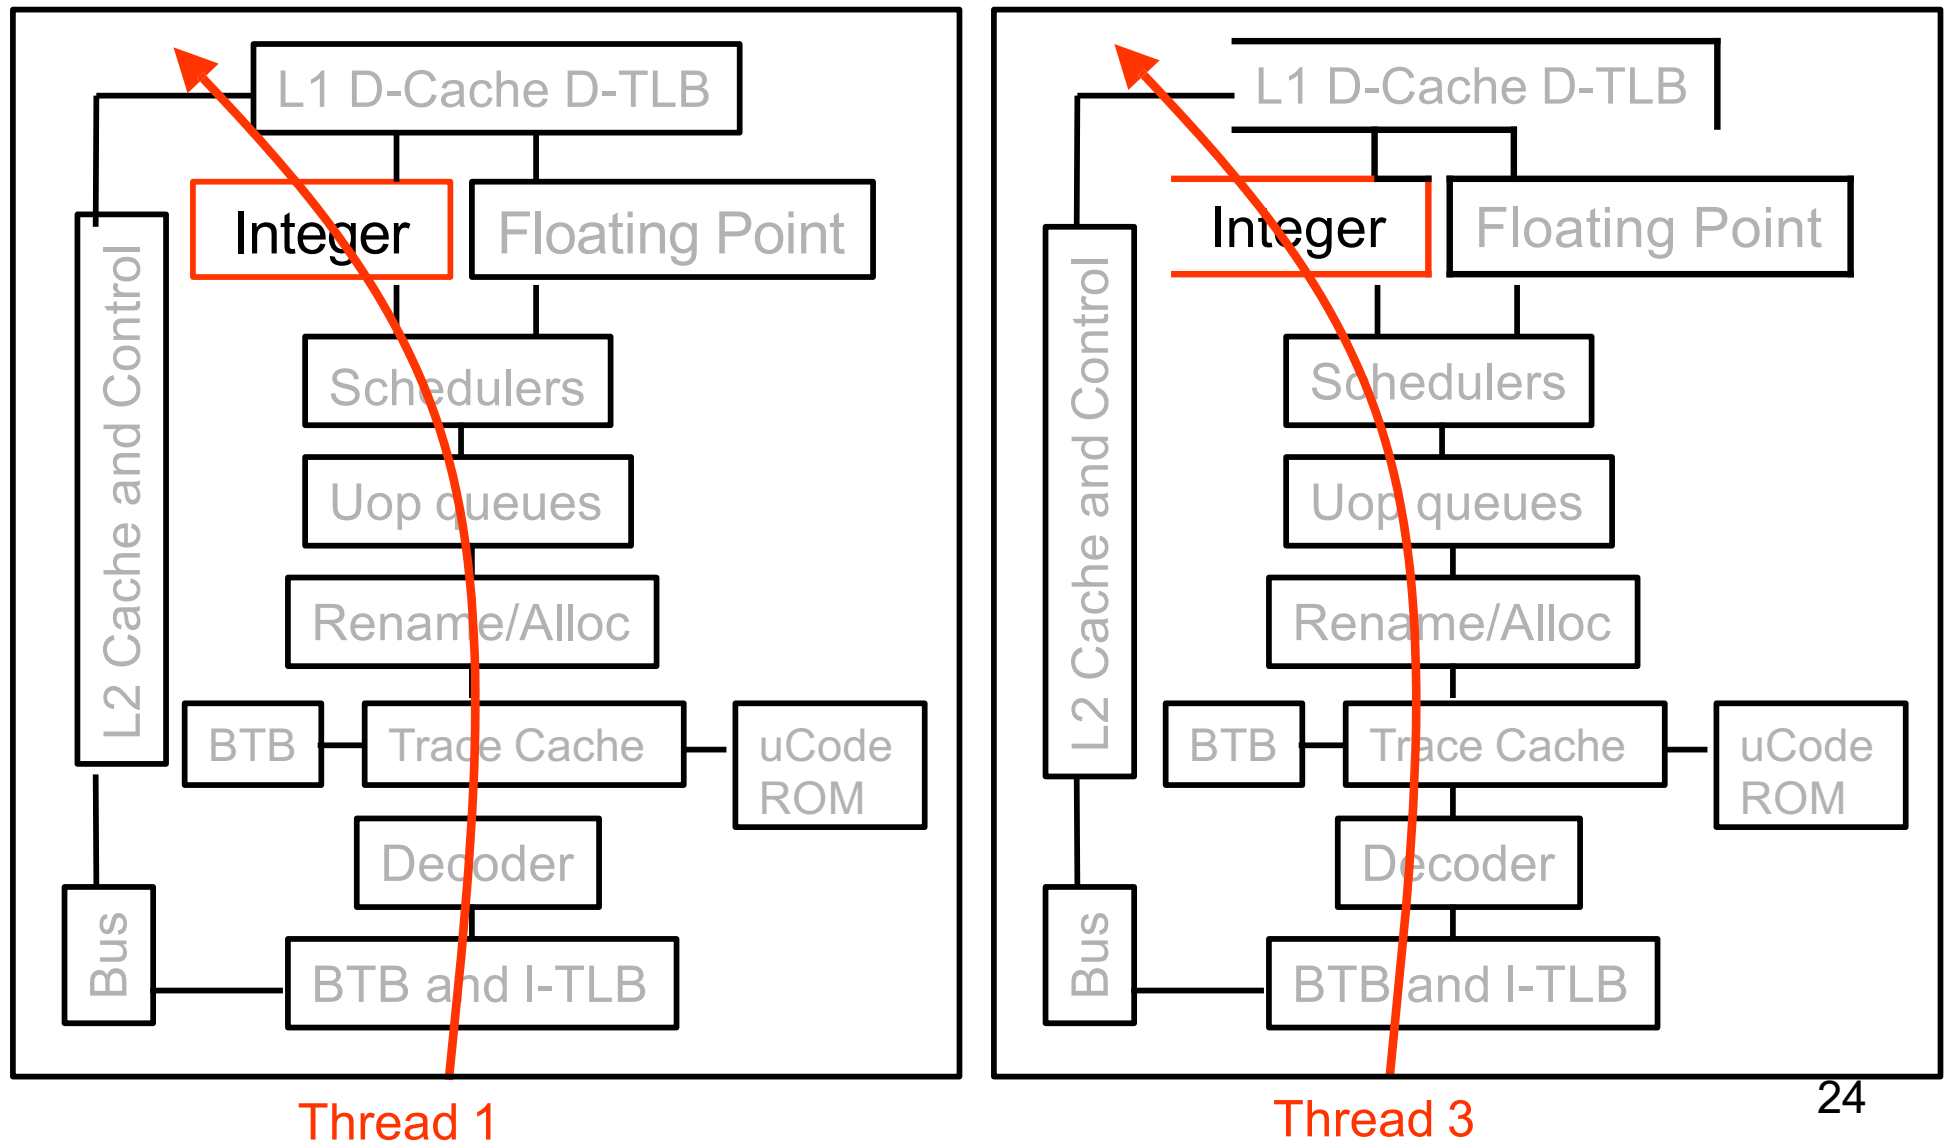 L1 D-Cache D-TLB
Integer
Floating Point
L2 Cache and Control
Schedulers
Uop queues
Rename/Alloc
BTB
Trace Cache
uCode
ROM
Decoder
Bus
BTB and I-TLB
Thread 1
L1 D-Cache D-TLB
Integer
Floating Point
L2 Cache and Control
Schedulers
Uop queues
Rename/Alloc
BTB
Trace Cache
uCode
ROM
Decoder
Bus
BTB and I-TLB
Thread 3
24